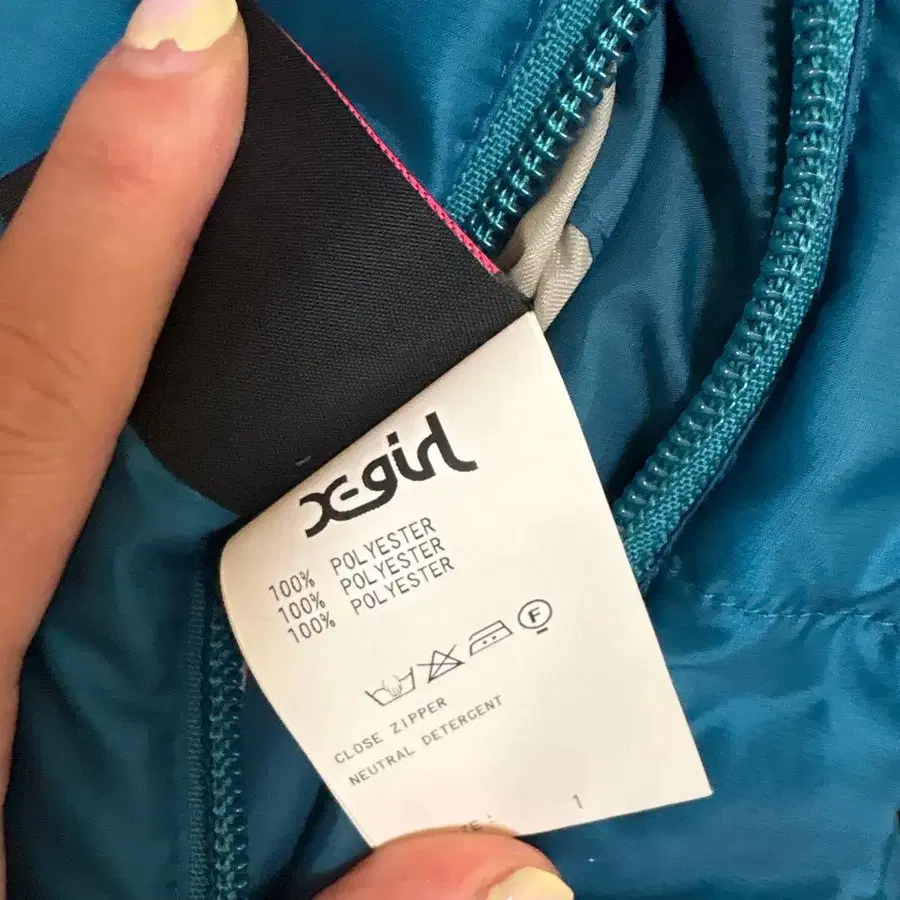 X-girl
100% POLYESTER
100% POLYESTER
100% POLYESTER
F
CLOSE ZIPPER
NEUTRAL DETERGENT
1